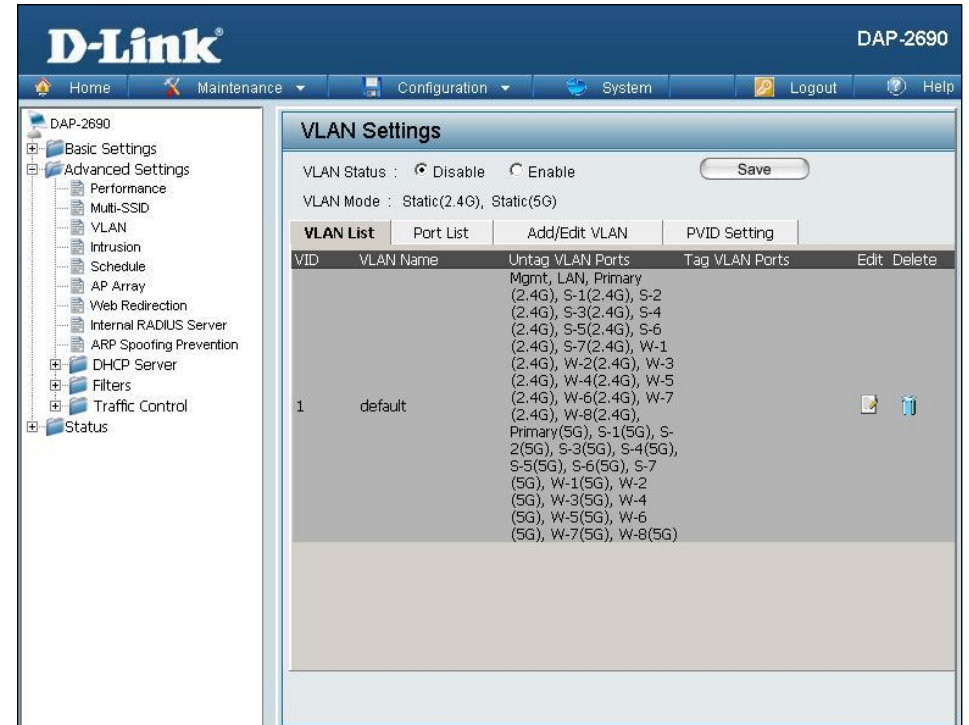 D-Link
DAP-2690
Home
Maintenance
Configuration
System
Logout
Help
DAP-2690
Basic Settings
Advanced Settings
Performance
Multi-SSID
VLAN
Intrusion
Schedule
AP Array
Web Redirection
Internal RADIUS Server
ARP Spoofing Prevention
DHCP Server
Filters
Traffic Control
Status
VLAN Settings
VLAN Status : Disable Enable Save
VLAN Mode : Static(2.4G), Static(5G)
VLAN List Port List Add/Edit VLAN PVID Setting
VID VLAN Name Untag VLAN Ports Tag VLAN Ports Edit Delete
1 default
Mgmt, LAN, Primary
(2.4G), S-1(2.4G), S-2
(2.4G), S-3(2.4G), S-4
(2.4G), S-5(2.4G), S-6
(2.4G), S-7(2.4G), W-1
(2.4G), W-2(2.4G), W-3
(2.4G), W-4(2.4G), W-5
(2.4G), W-6(2.4G), W-7
(2.4G), W-8(2.4G),
Primary(5G), S-1(5G), S-
2(5G), S-3(5G), S-4(5G),
S-5(5G), S-6(5G), S-7
(5G), W-1(5G), W-2
(5G), W-3(5G), W-4
(5G), W-5(5G), W-6
(5G), W-7(5G), W-8(5G)